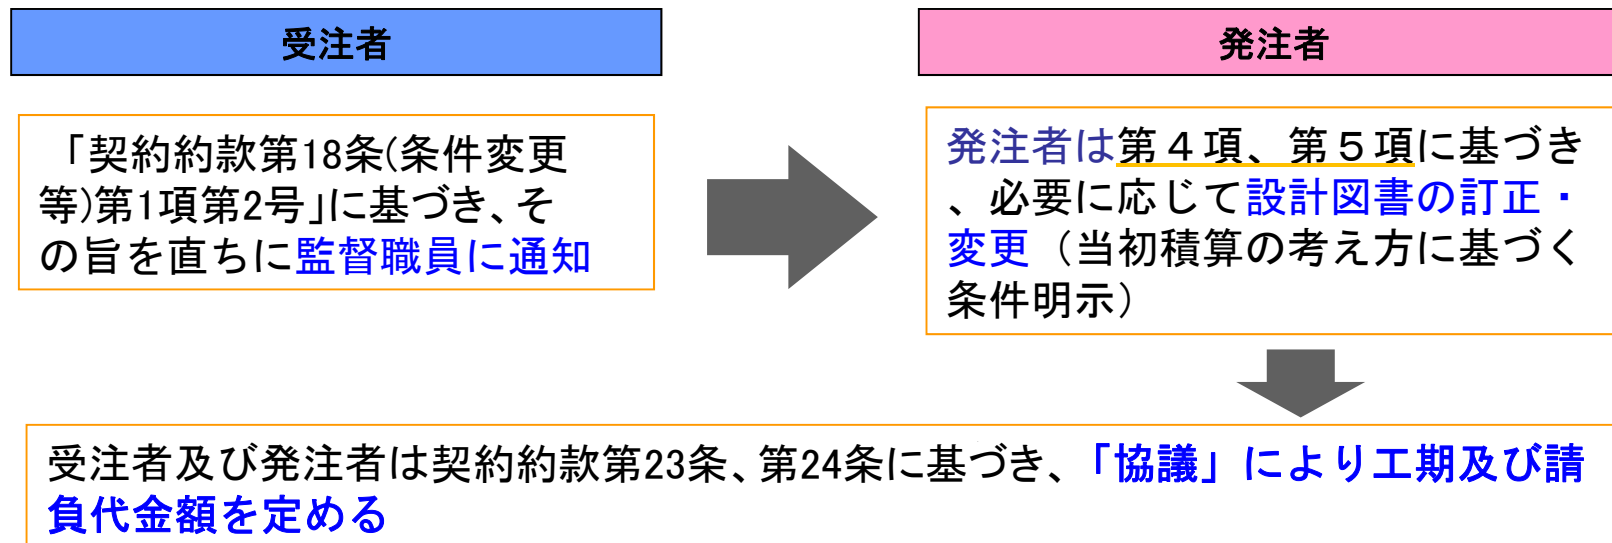 受注者
発注者
「契約約款第18条(条件変更
等)第1項第2号」に基づき、そ
の旨を直ちに監督職員に通知
発注者は第４項、第５項に基づき
、必要に応じて設計図書の訂正・
変更（当初積算の考え方に基づく
条件明示）
受注者及び発注者は契約約款第23条、第24条に基づき、「協議」により工期及び請
負代金額を定める